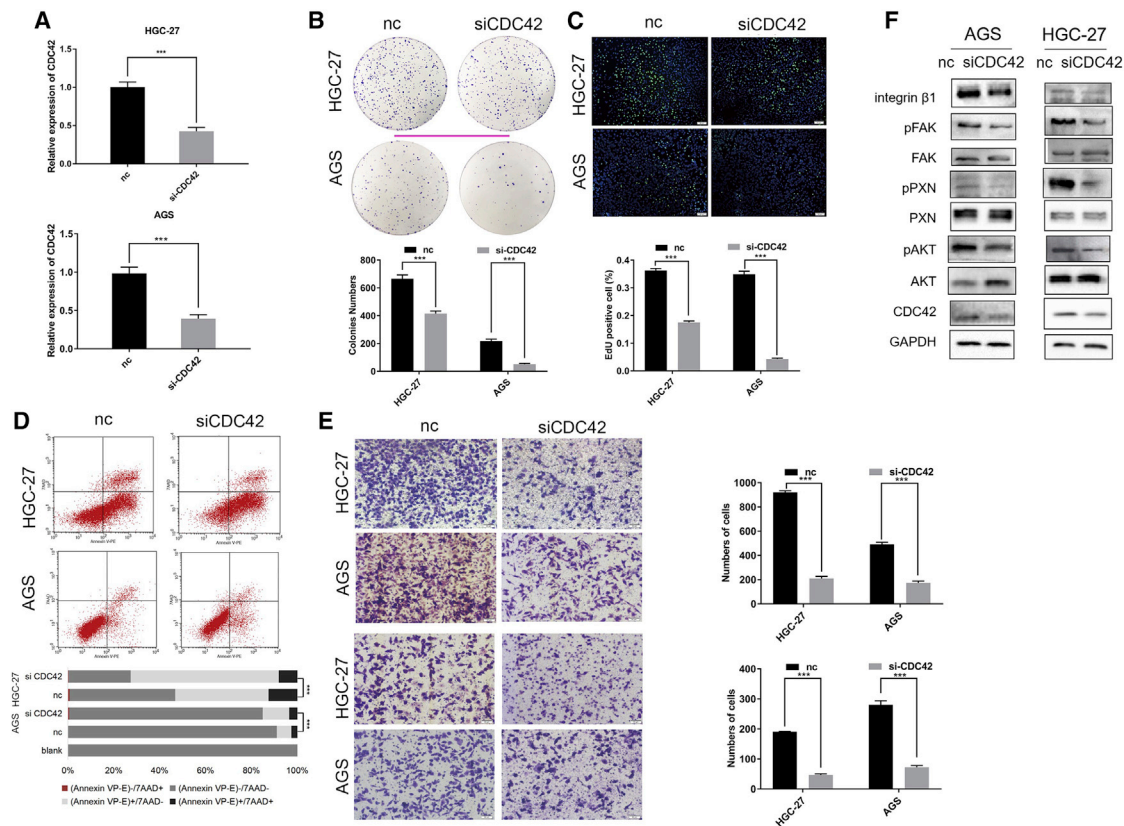 A
HGC-27
Relative expression of CDC42
1.5
1.0
0.5
0.0
***
nc
si-CDC42
AGS
Relative expression of CDC42
1.5
1.0
0.5
0.0
***
nc
si-CDC42
B
nc siCDC42
HGC-27
AGS
nc si-CDC42
Colonies Numbers
800
600
400
200
0
***
***
HGC-27 AGS
C
nc siCDC42
HGC-27
AGS
nc si-CDC42
EdU positive cell (%)
0.4
0.3
0.2
0.1
0.0
***
***
HGC-27 AGS
F
AGS HGC-27
nc siCDC42 nc siCDC42
integrin β1
pFAK
FAK
pPXN
PXN
pAKT
AKT
CDC42
GAPDH
D
nc siCDC42
HGC-27
Annexin V-PE Annexin V-PE
AGS
Annexin V-PE Annexin V-PE
HGC-27
si CDC42
nc
***
AGS
si CDC42
nc
***
blank
0% 20% 40% 60% 80% 100%
(Annexin VP-E)-/7AAD+ (Annexin VP-E)-/7AAD-
(Annexin VP-E)+/7AAD- (Annexin VP-E)+/7AAD+
E
nc siCDC42
HGC-27
AGS
HGC-27
AGS
nc si-CDC42
Numbers of cells
1000
800
600
400
200
0
***
***
HGC-27 AGS
nc si-CDC42
Numbers of cells
400
300
200
100
0
***
***
HGC-27 AGS